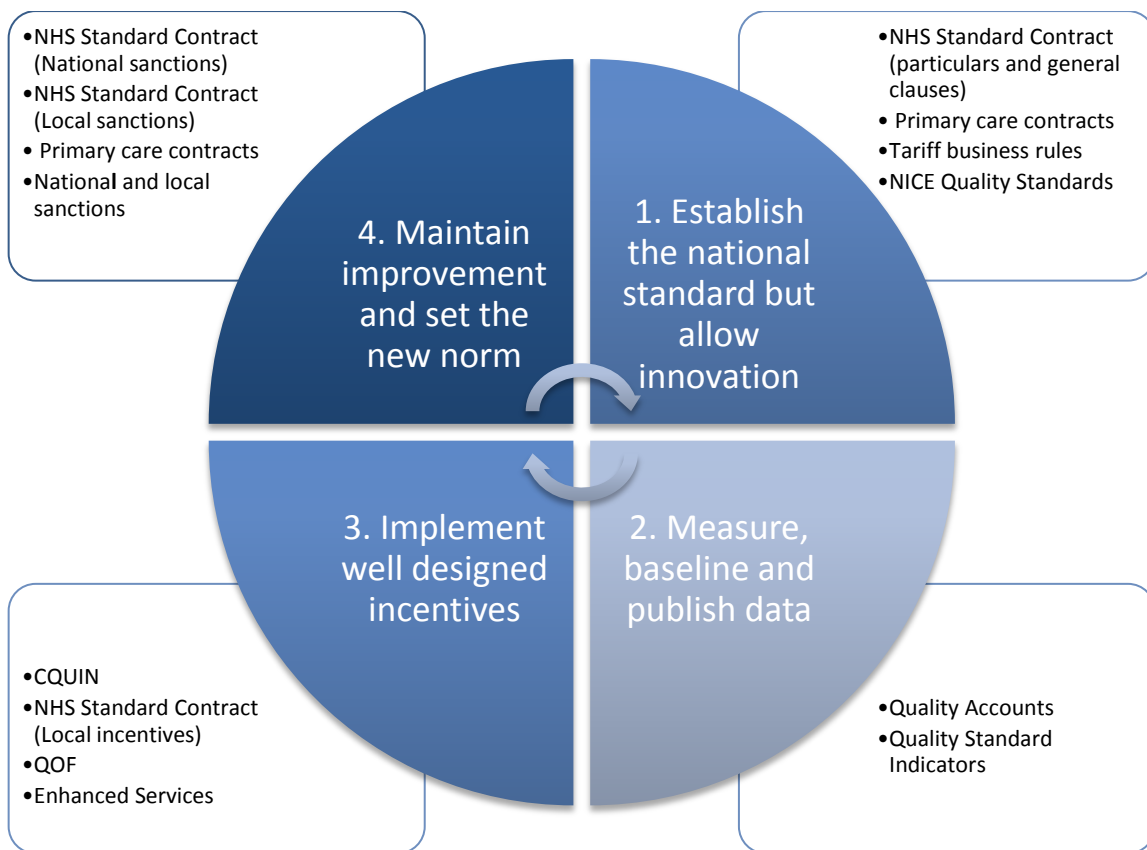 •NHS Standard Contract
(National sanctions)
•NHS Standard Contract
(Local sanctions)
• Primary care contracts
•National and local
sanctions
•NHS Standard Contract
(particulars and general
clauses)
• Primary care contracts
•Tariff business rules
•NICE Quality Standards
4. Maintain
improvement
and set the
new norm
1. Establish
the national
standard but
allow
innovation
3. Implement
well designed
incentives
2. Measure,
baseline and
publish data
•CQUIN
•NHS Standard Contract
(Local incentives)
•QOF
•Enhanced Services
•Quality Accounts
•Quality Standard
Indicators